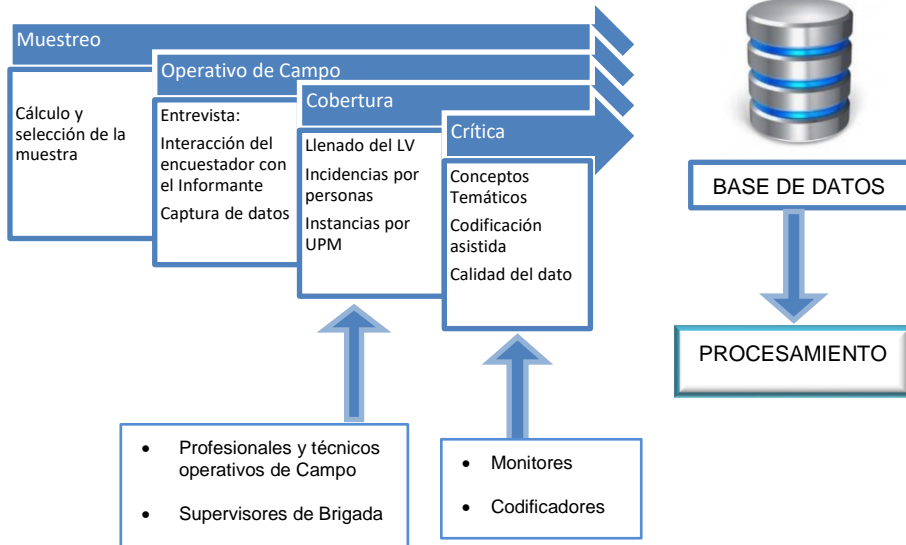 Muestreo
Cálculo y
selección de la
muestra
Operativo de Campo
Entrevista:
Interacción del
encuestador con
el Informante
Captura de datos
Cobertura
Llenado del LV
Incidencias por
personas
Instancias por
UPM
Crítica
Conceptos
Temáticos
Codificación
asistida
Calidad del dato
BASE DE DATOS
PROCESAMIENTO
• Profesionales y técnicos
operativos de Campo
• Supervisores de Brigada
• Monitores
• Codificadores